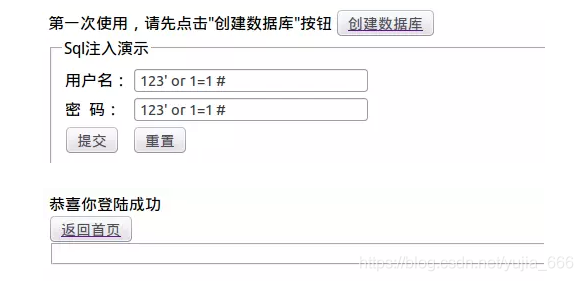 第一次使用，请先点击"创建数据库"按钮 创建数据库
Sql注入演示
用户名： 123' or 1=1 #
密 码： 123' or 1=1 #
提交 重置
恭喜你登陆成功
返回首页
https://blog.csdn.net/yujia_666